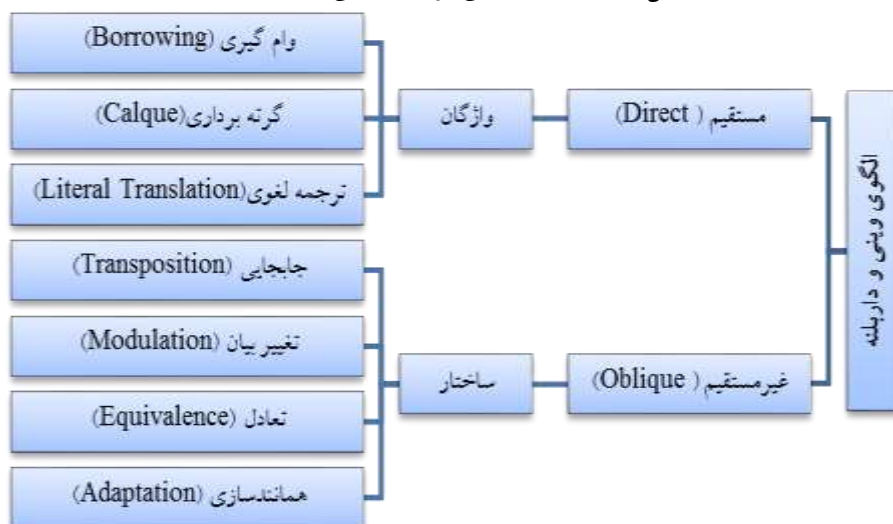 الگوی وینی و داربلنه
مستقیم ( Direct)
واژگان
وام گیری (Borrowing)
گرته برداری(Calque)
ترجمه لغوی(Literal Translation)
غیرمستقیم ( Oblique)
ساختار
جابجایی (Transposition)
تغییر بیان (Modulation)
تعادل (Equivalence)
همانندسازی (Adaptation)